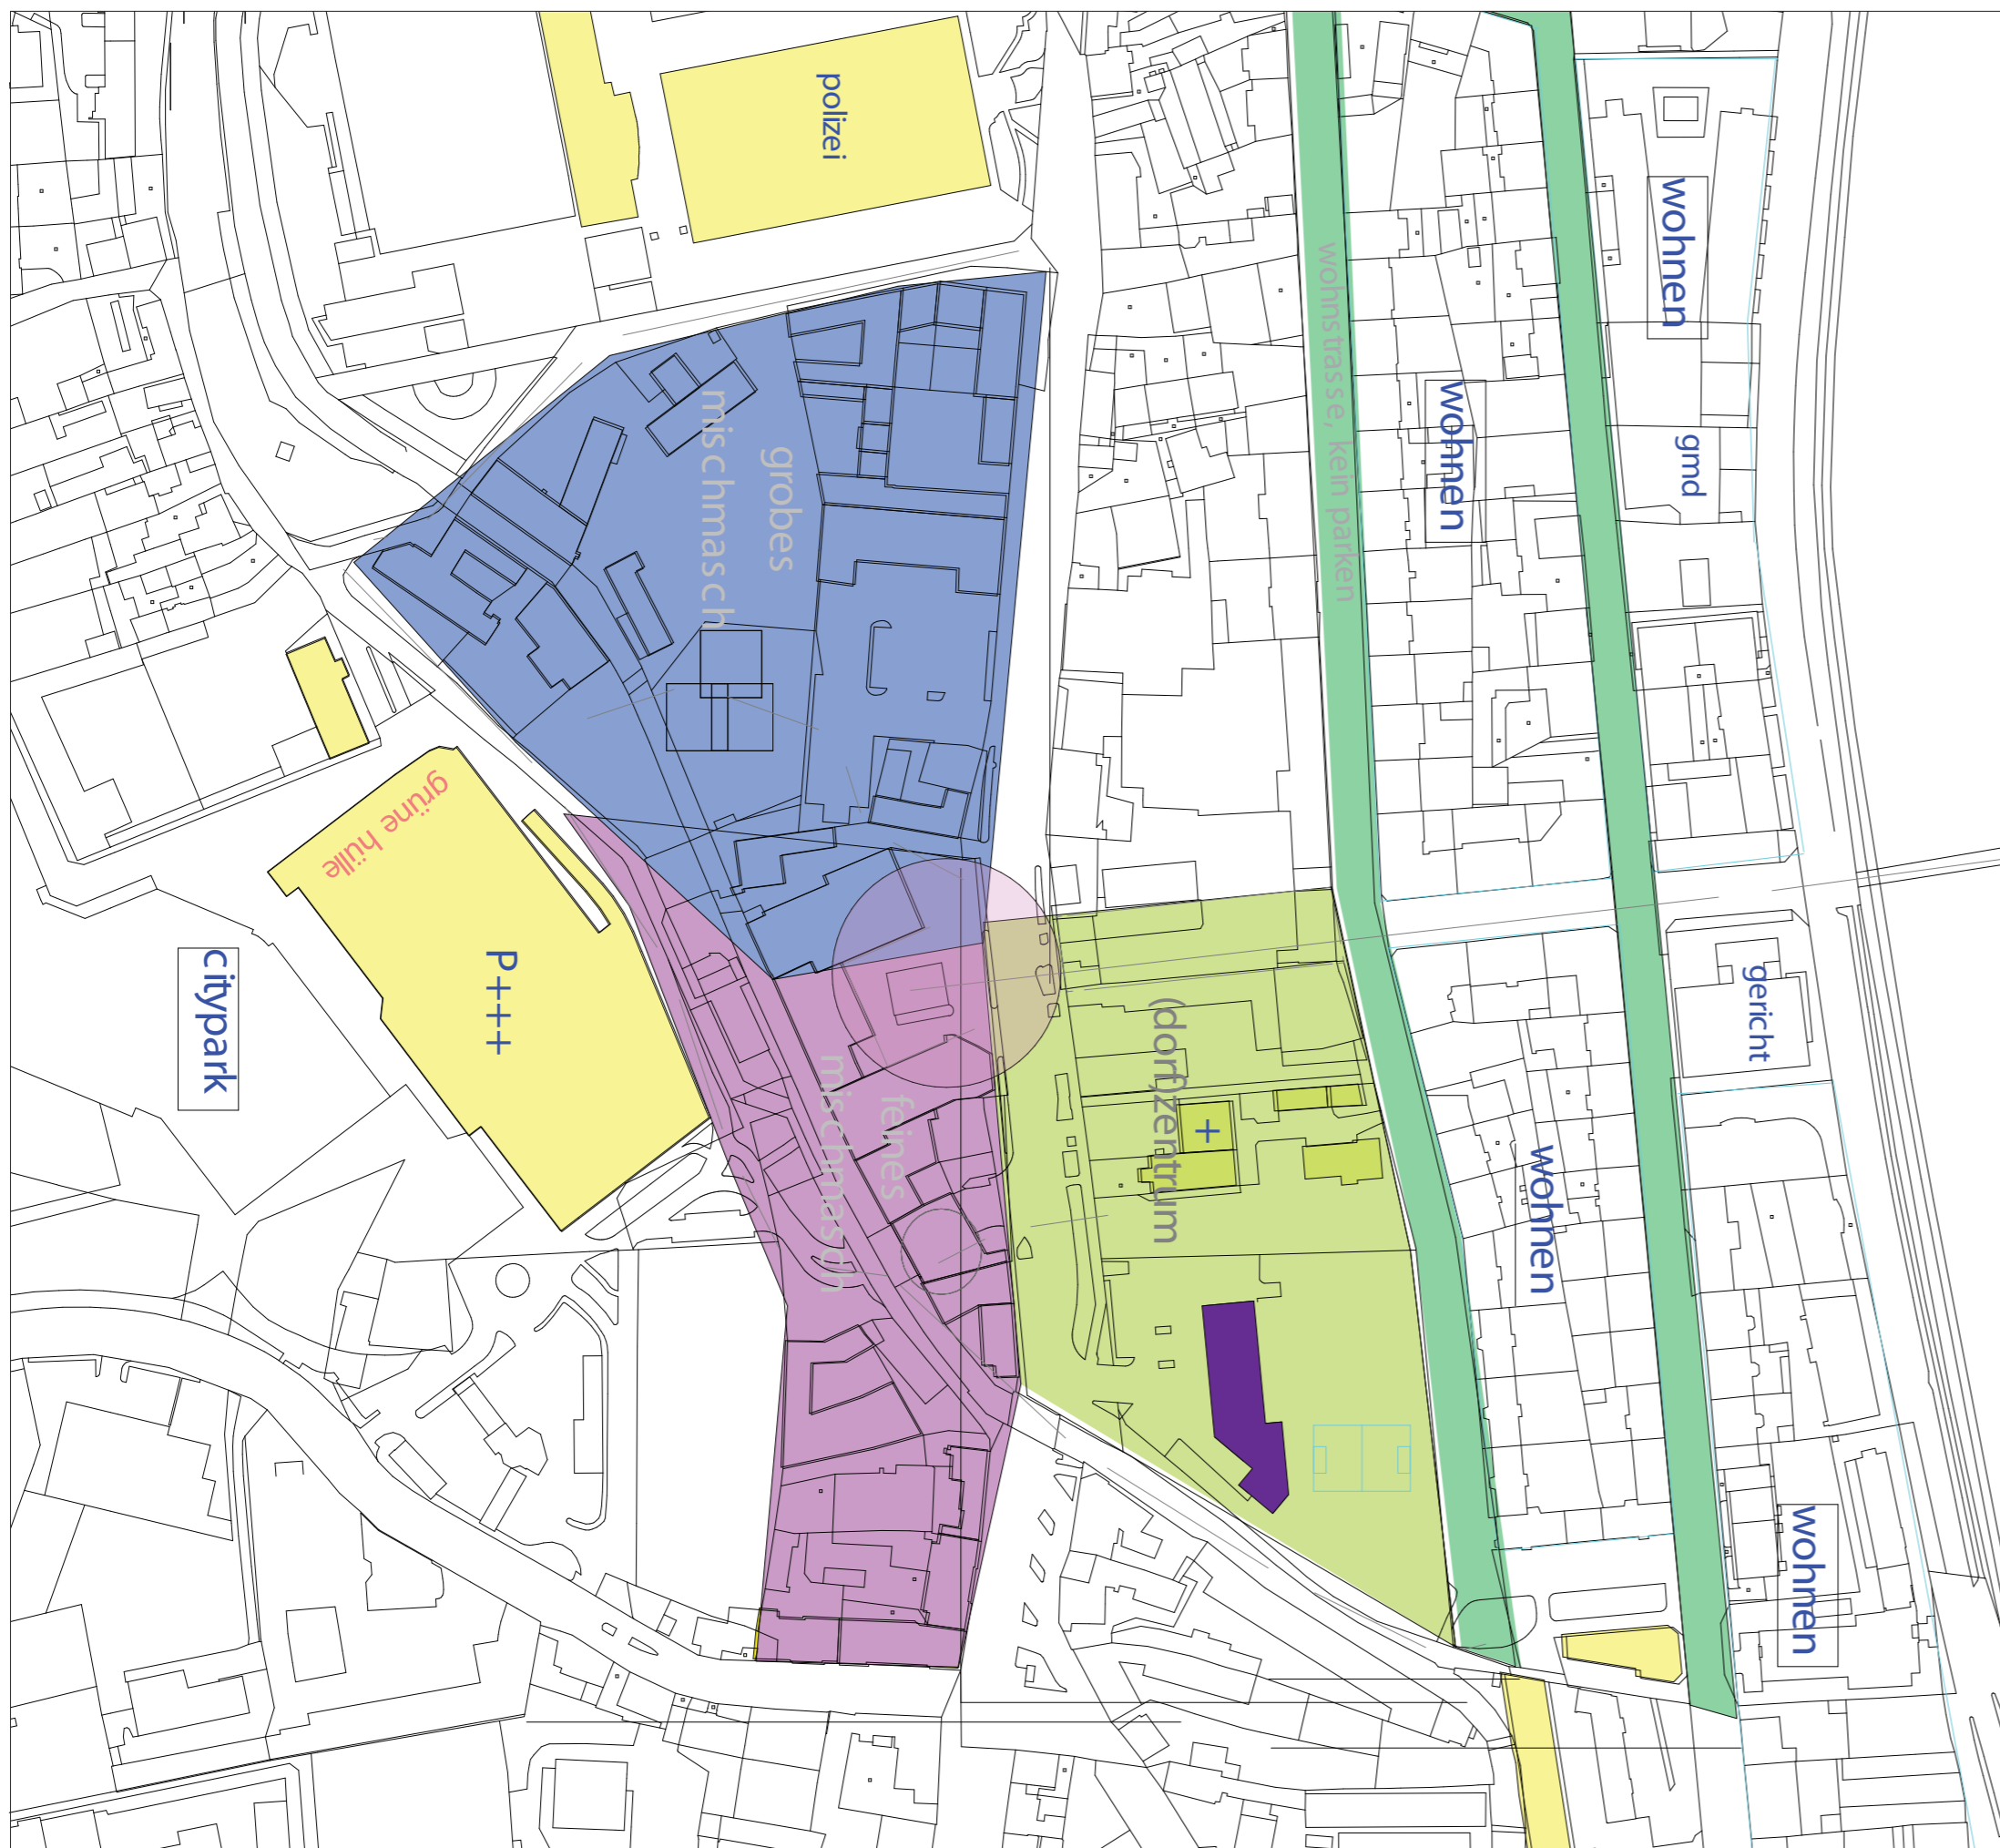 polizei
wohnen
wohnstrasse, kein parken
wohnen
gmd
grobes
mischmasch
grüne hülle
P+++
citypark
gericht
(dorf)zentrum
+
feines
mischmasch
wohnen
wohnen